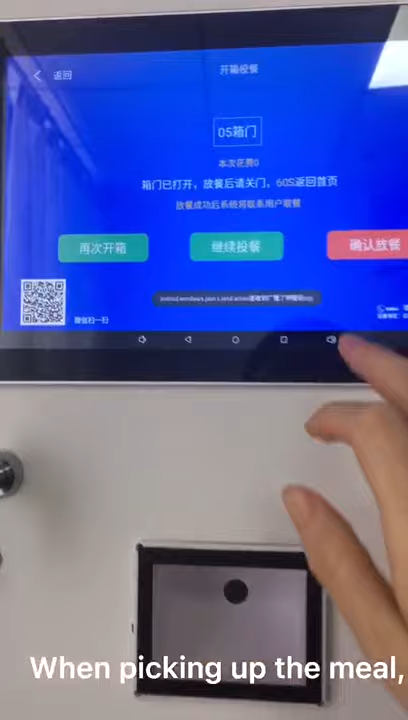 返回
开箱投餐
05箱门
本次花费0
箱门已打开，放餐后请关门，60S返回首页
放餐成功后系统将联系用户取餐
再次开箱
继续投餐
确认放餐
微信扫一扫
When picking up the meal,